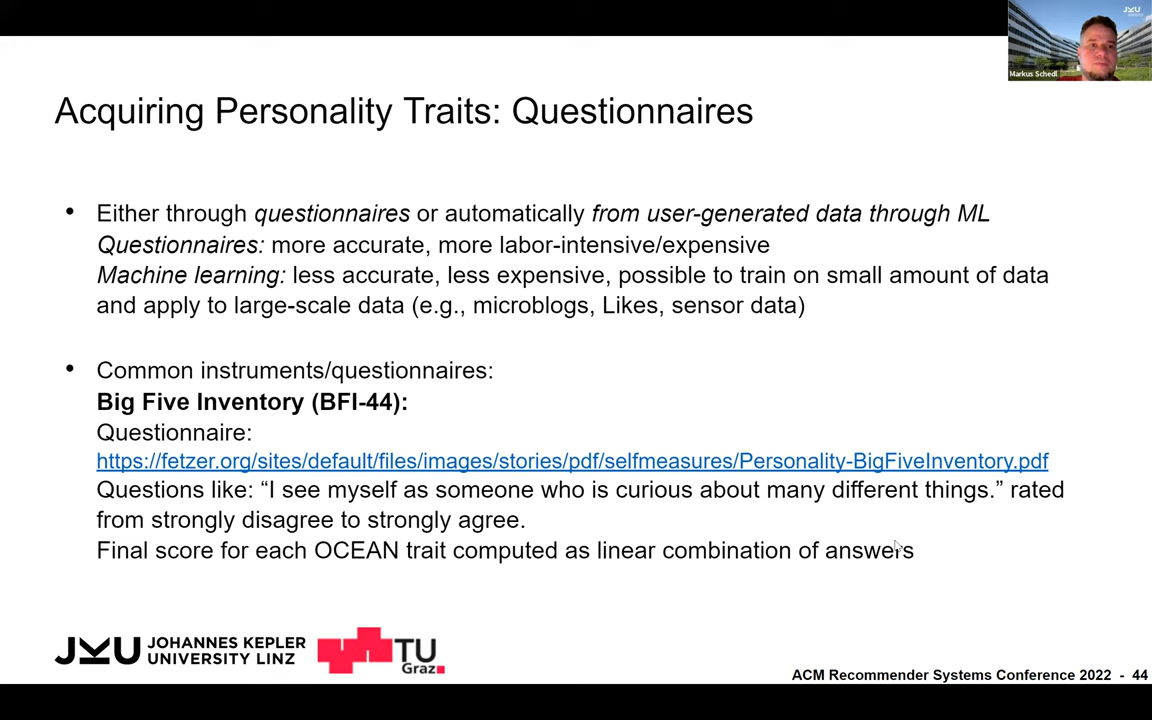 JKU
Markus Schedl
Acquiring Personality Traits: Questionnaires
• Either through questionnaires or automatically from user-generated data through ML
Questionnaires: more accurate, more labor-intensive/expensive
Machine learning: less accurate, less expensive, possible to train on small amount of data
and apply to large-scale data (e.g., microblogs, Likes, sensor data)
• Common instruments/questionnaires:
Big Five Inventory (BFI-44):
Questionnaire:
https://fetzer.org/sites/default/files/images/stories/pdf/selfmeasures/Personality-BigFiveInventory.pdf
Questions like: “I see myself as someone who is curious about many different things.” rated
from strongly disagree to strongly agree.
Final score for each OCEAN trait computed as linear combination of answers
JKU JOHANNES KEPLER
UNIVERSITY LINZ
TU
Graz
ACM Recommender Systems Conference 2022 - 44